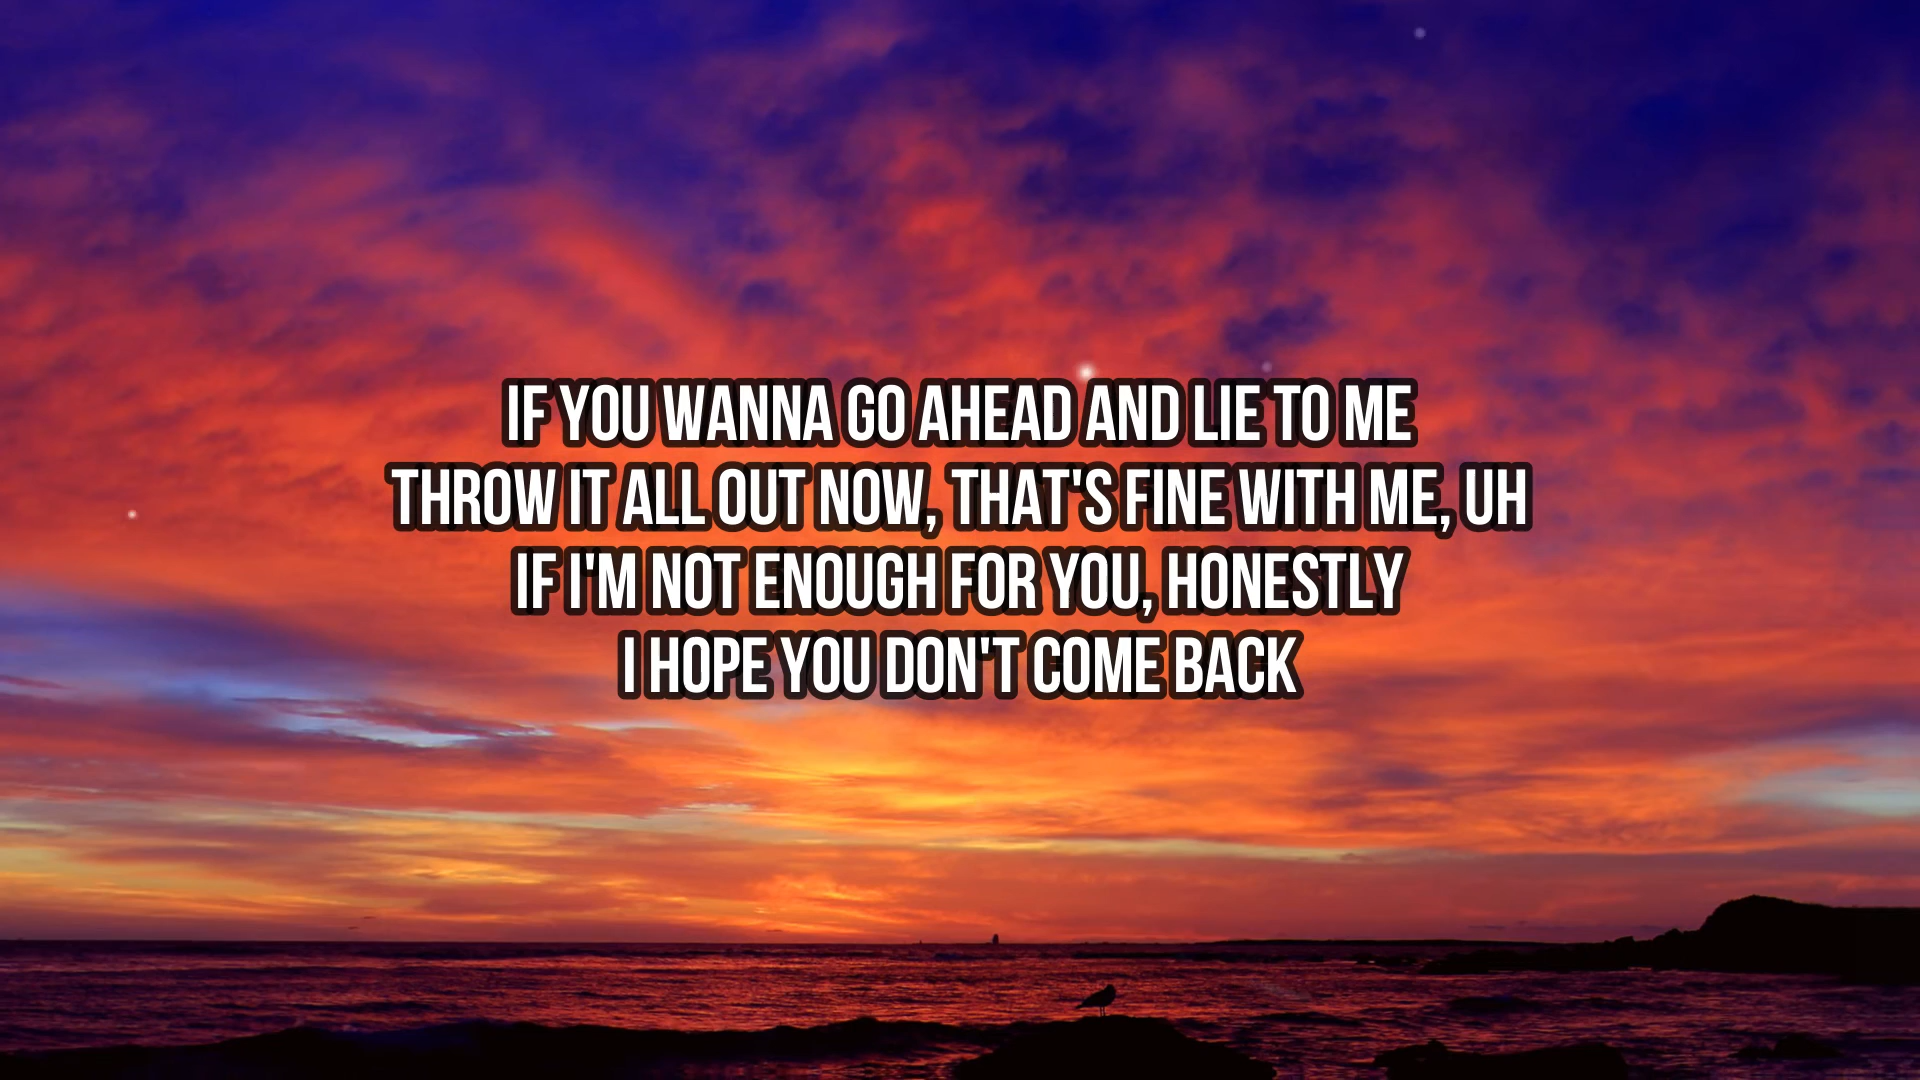 IF YOU WANNA GO AHEAD AND LIE TO ME
THROW IT ALL OUT NOW, THAT'S FINE WITH ME, UH
IF I'M NOT ENOUGH FOR YOU, HONESTLY
I HOPE YOU DON'T COME BACK